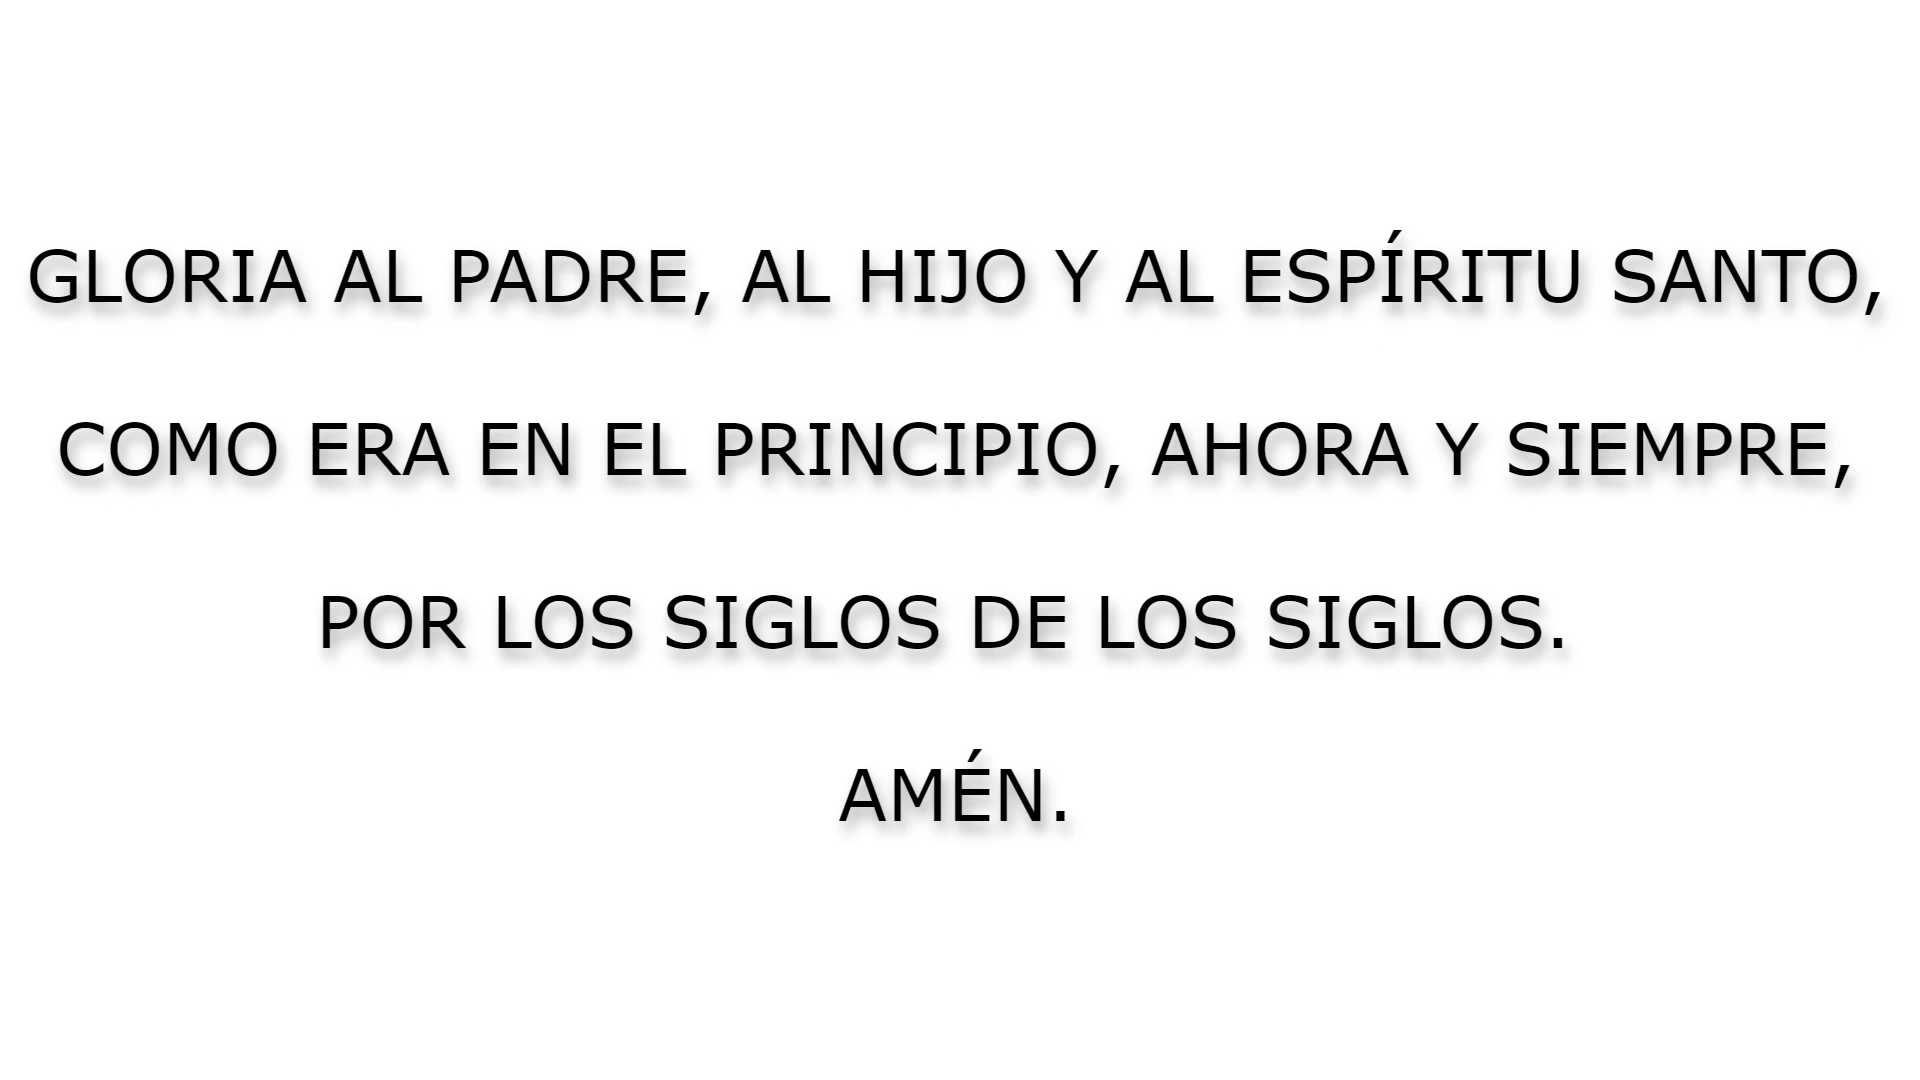 GLORIA AL PADRE, AL HIJO Y AL ESPÍRITU SANTO,
COMO ERA EN EL PRINCIPIO, AHORA Y SIEMPRE,
POR LOS SIGLOS DE LOS SIGLOS.
AMÉN.